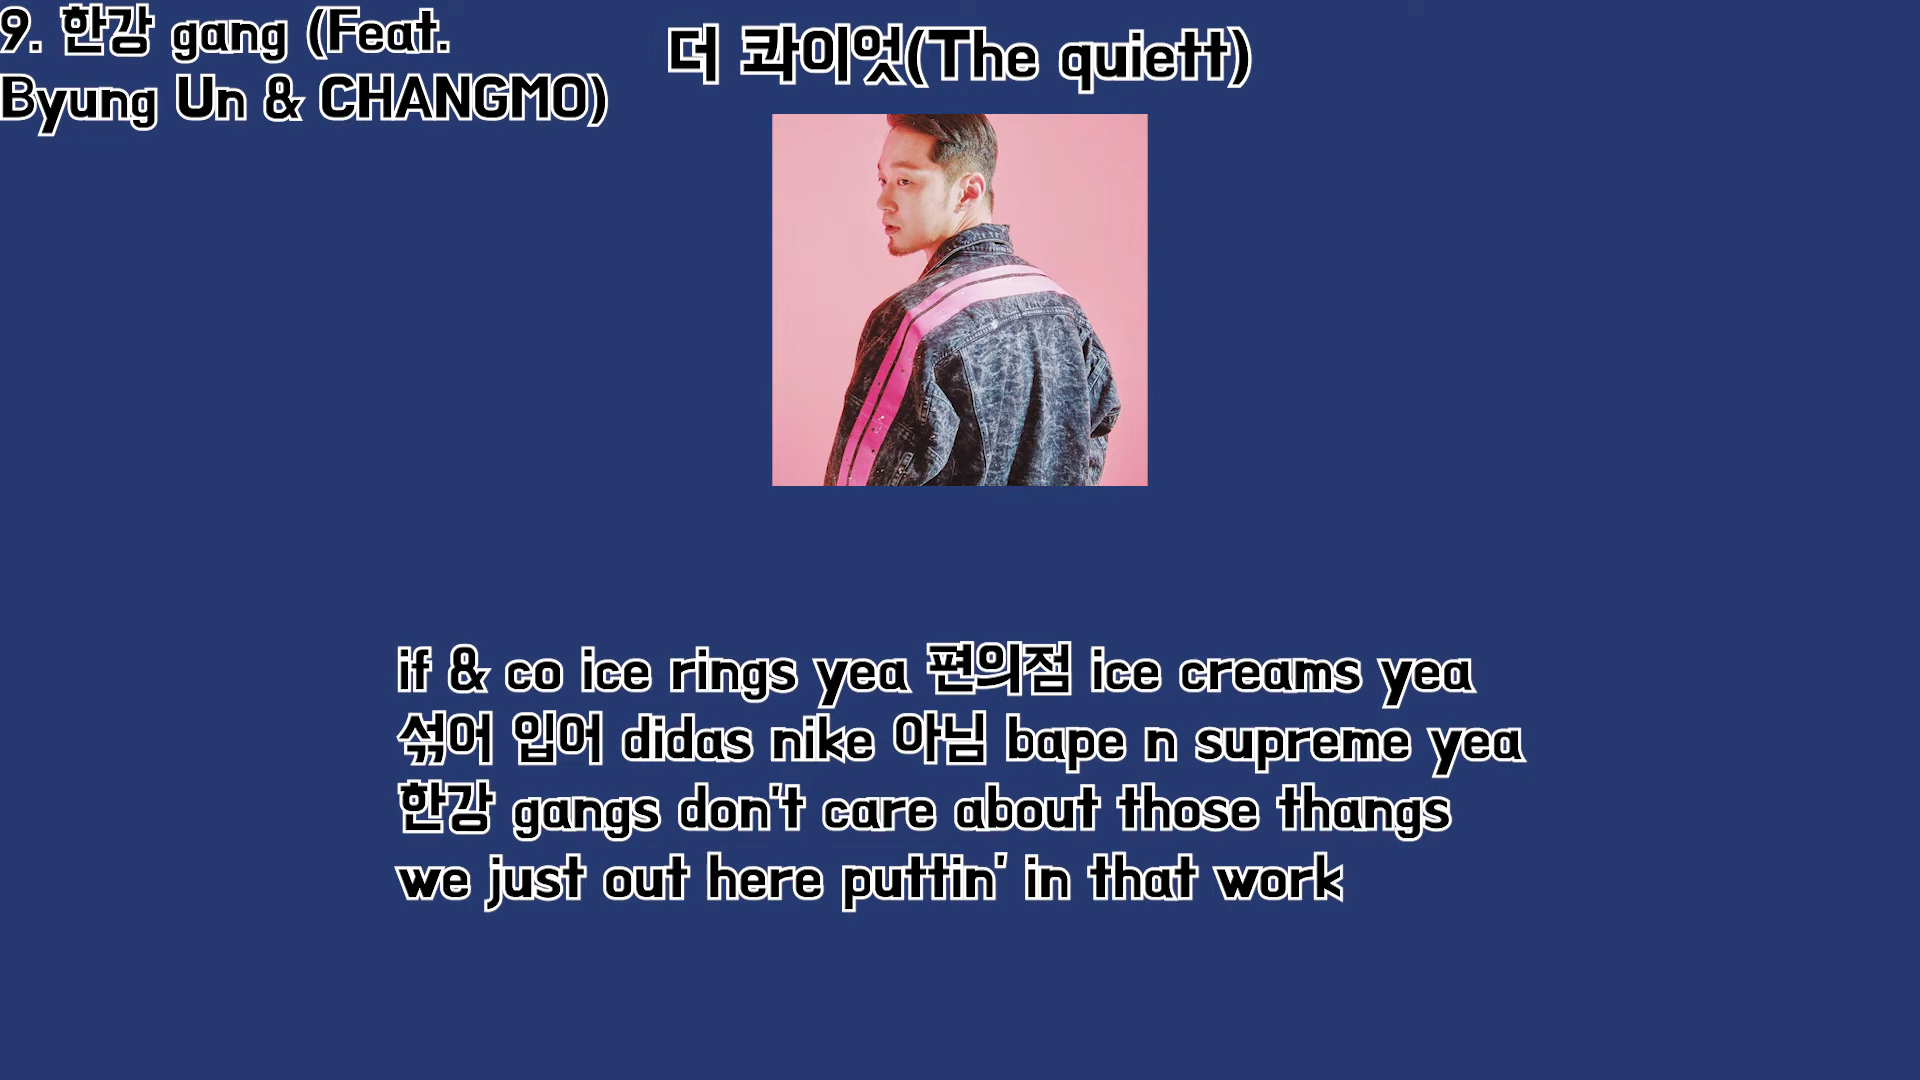 9. 한강 gang (Feat.
Byung Un & CHANGMO)
더 콰이엇(The quiett)
if & co ice rings yea 편의점 ice creams yea
섞어 입어 didas nike 아님 bape n supreme yea
한강 gangs don't care about those thangs
we just out here puttin' in that work